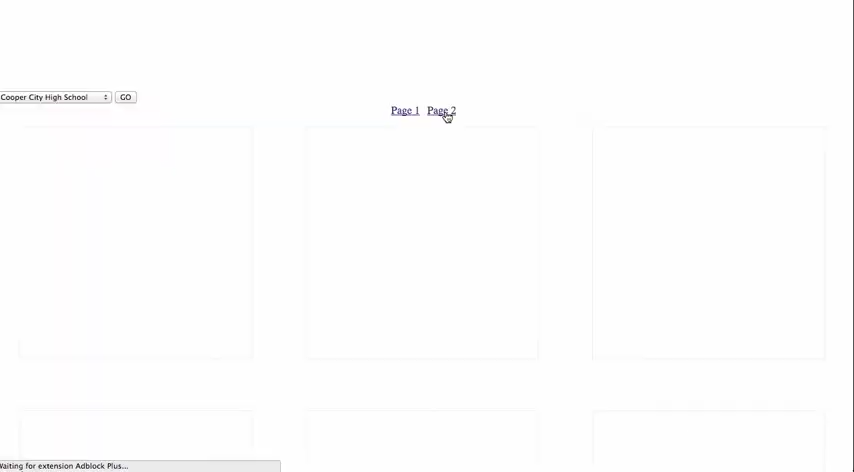 Cooper City High School GO
Page 1 Page 2
Waiting for extension Adblock Plus...